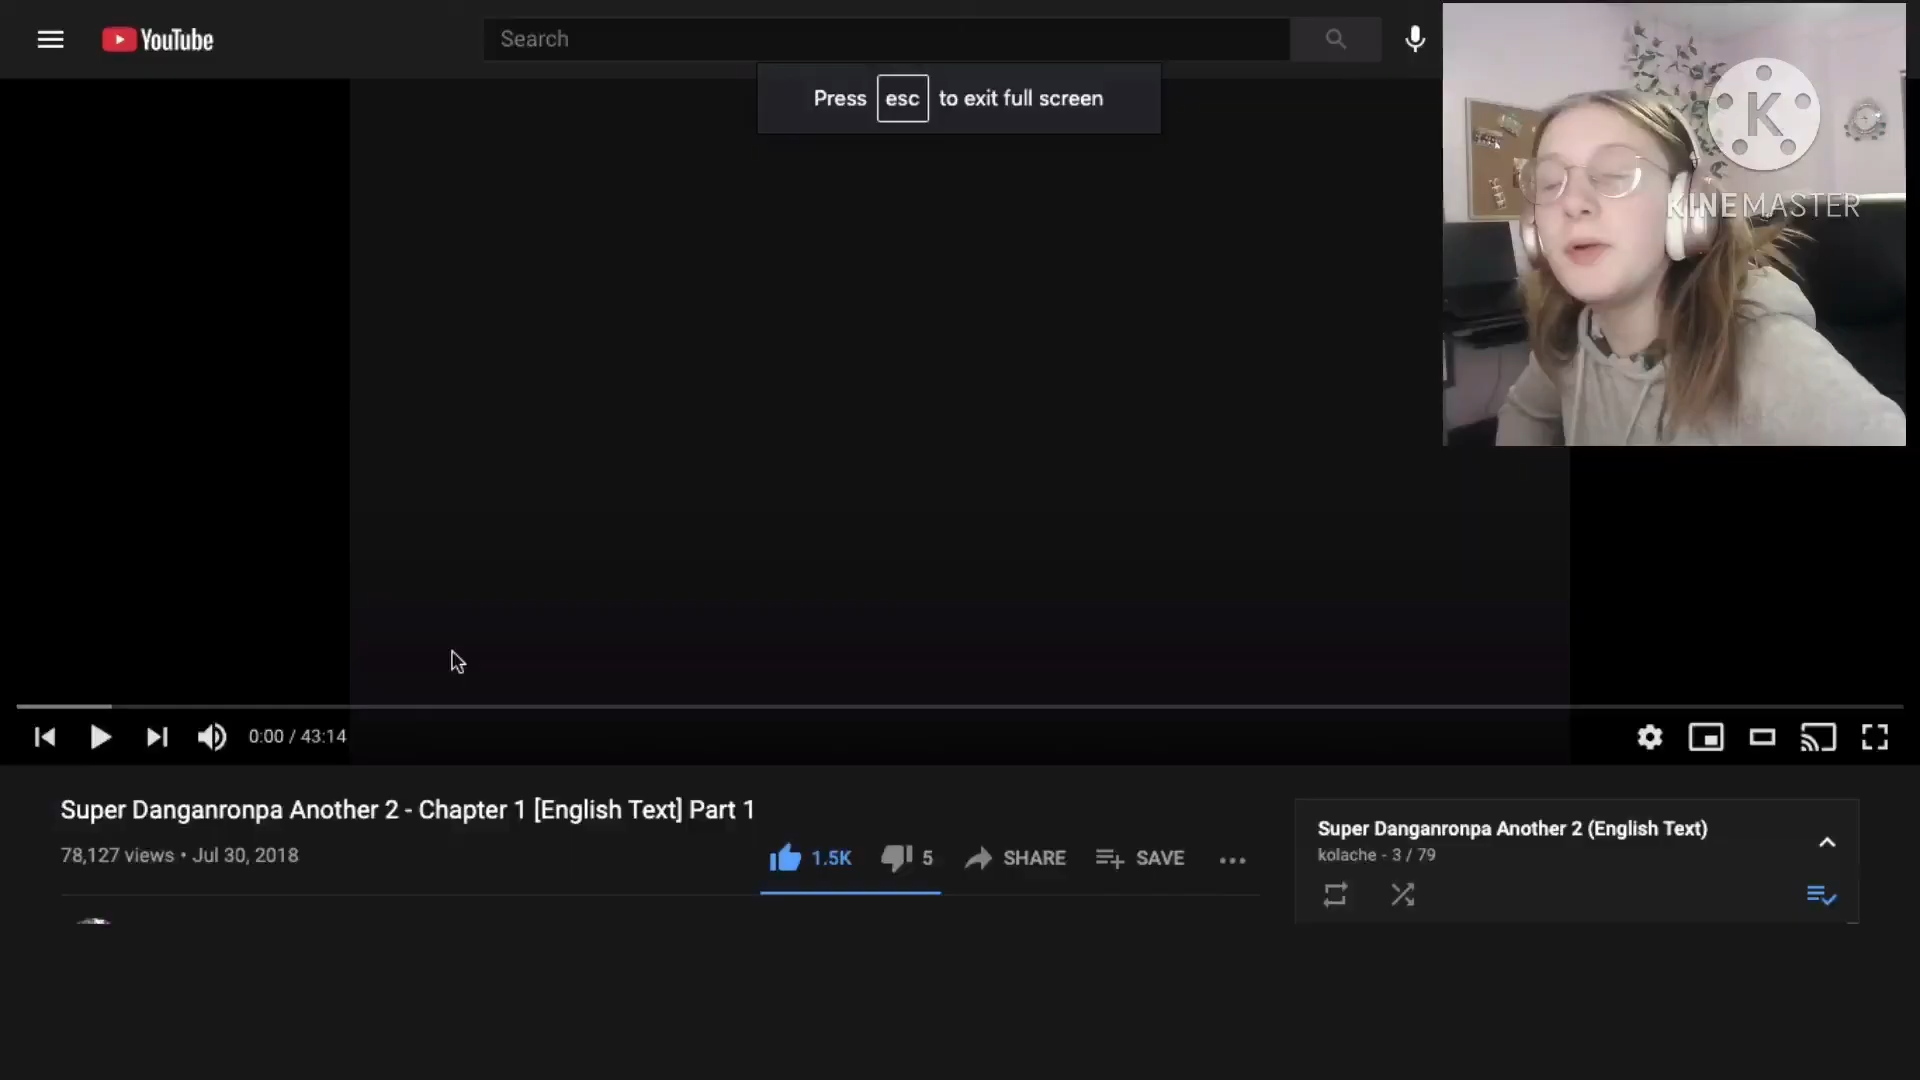 YouTube
Search
Press esc to exit full screen
K
KINEMASTER
0:00 / 43:14
Super Danganronpa Another 2 - Chapter 1 [English Text] Part 1
78,127 views • Jul 30, 2018
1.5K
5
SHARE
SAVE
Super Danganronpa Another 2 (English Text)
kolache - 3 / 79